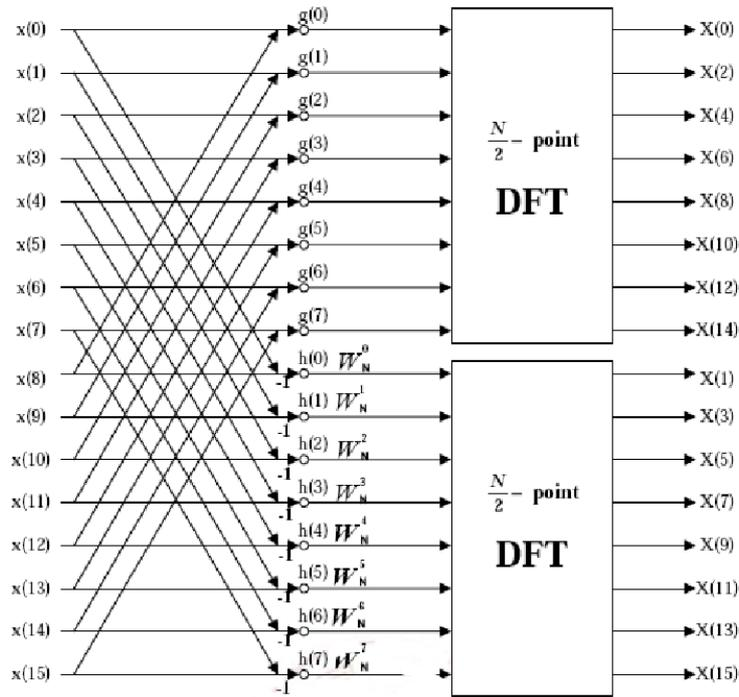 x(0) g(0) X(0)
x(1) g(1) X(2)
x(2) g(2) X(4)
x(3) g(3) X(6)
x(4) g(4) X(8)
x(5) g(5) X(10)
x(6) g(6) X(12)
x(7) g(7) X(14)
N/2 - point
DFT
x(8) -1 h(0) W_N^0 X(1)
x(9) -1 h(1) W_N^1 X(3)
x(10) -1 h(2) W_N^2 X(5)
x(11) -1 h(3) W_N^3 X(7)
x(12) -1 h(4) W_N^4 X(9)
x(13) -1 h(5) W_N^5 X(11)
x(14) -1 h(6) W_N^6 X(13)
x(15) -1 h(7) W_N^7 X(15)
N/2 - point
DFT